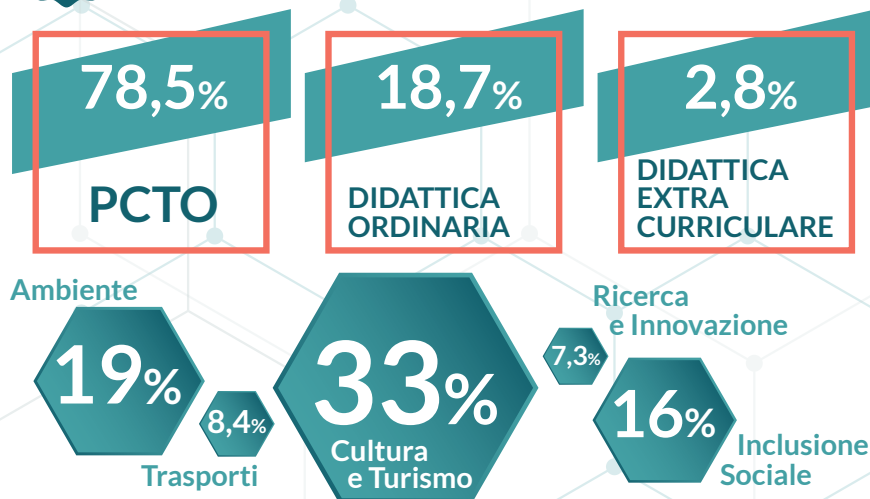 78,5%
PCTO
18,7%
DIDATTICA
ORDINARIA
2,8%
DIDATTICA
EXTRA
CURRICULARE
Ambiente
19%
8,4%
Trasporti
33%
Cultura
e Turismo
Ricerca
e Innovazione
7,3%
16%
Inclusione
Sociale